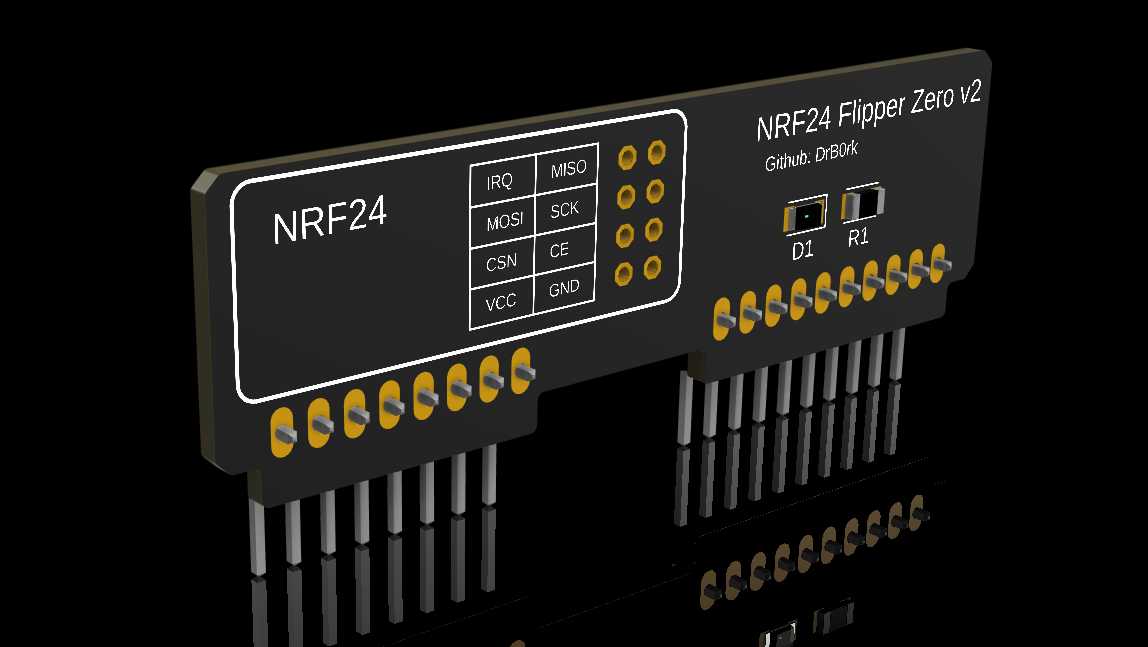 NRF24
IRQ MISO
MOSI SCK
CSN CE
VCC GND
NRF24 Flipper Zero v2
Github: DrB0rk
D1 R1